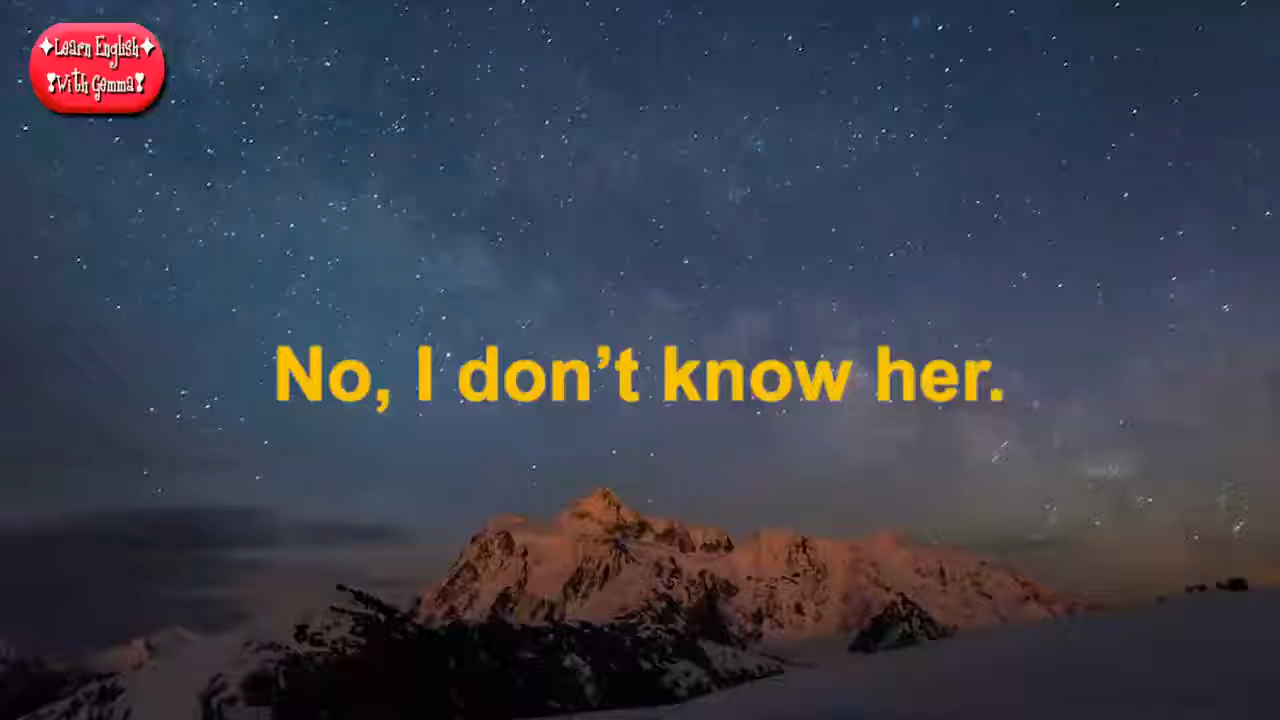 ✦Learn English✦
❣With Gemma❣
No, I don’t know her.